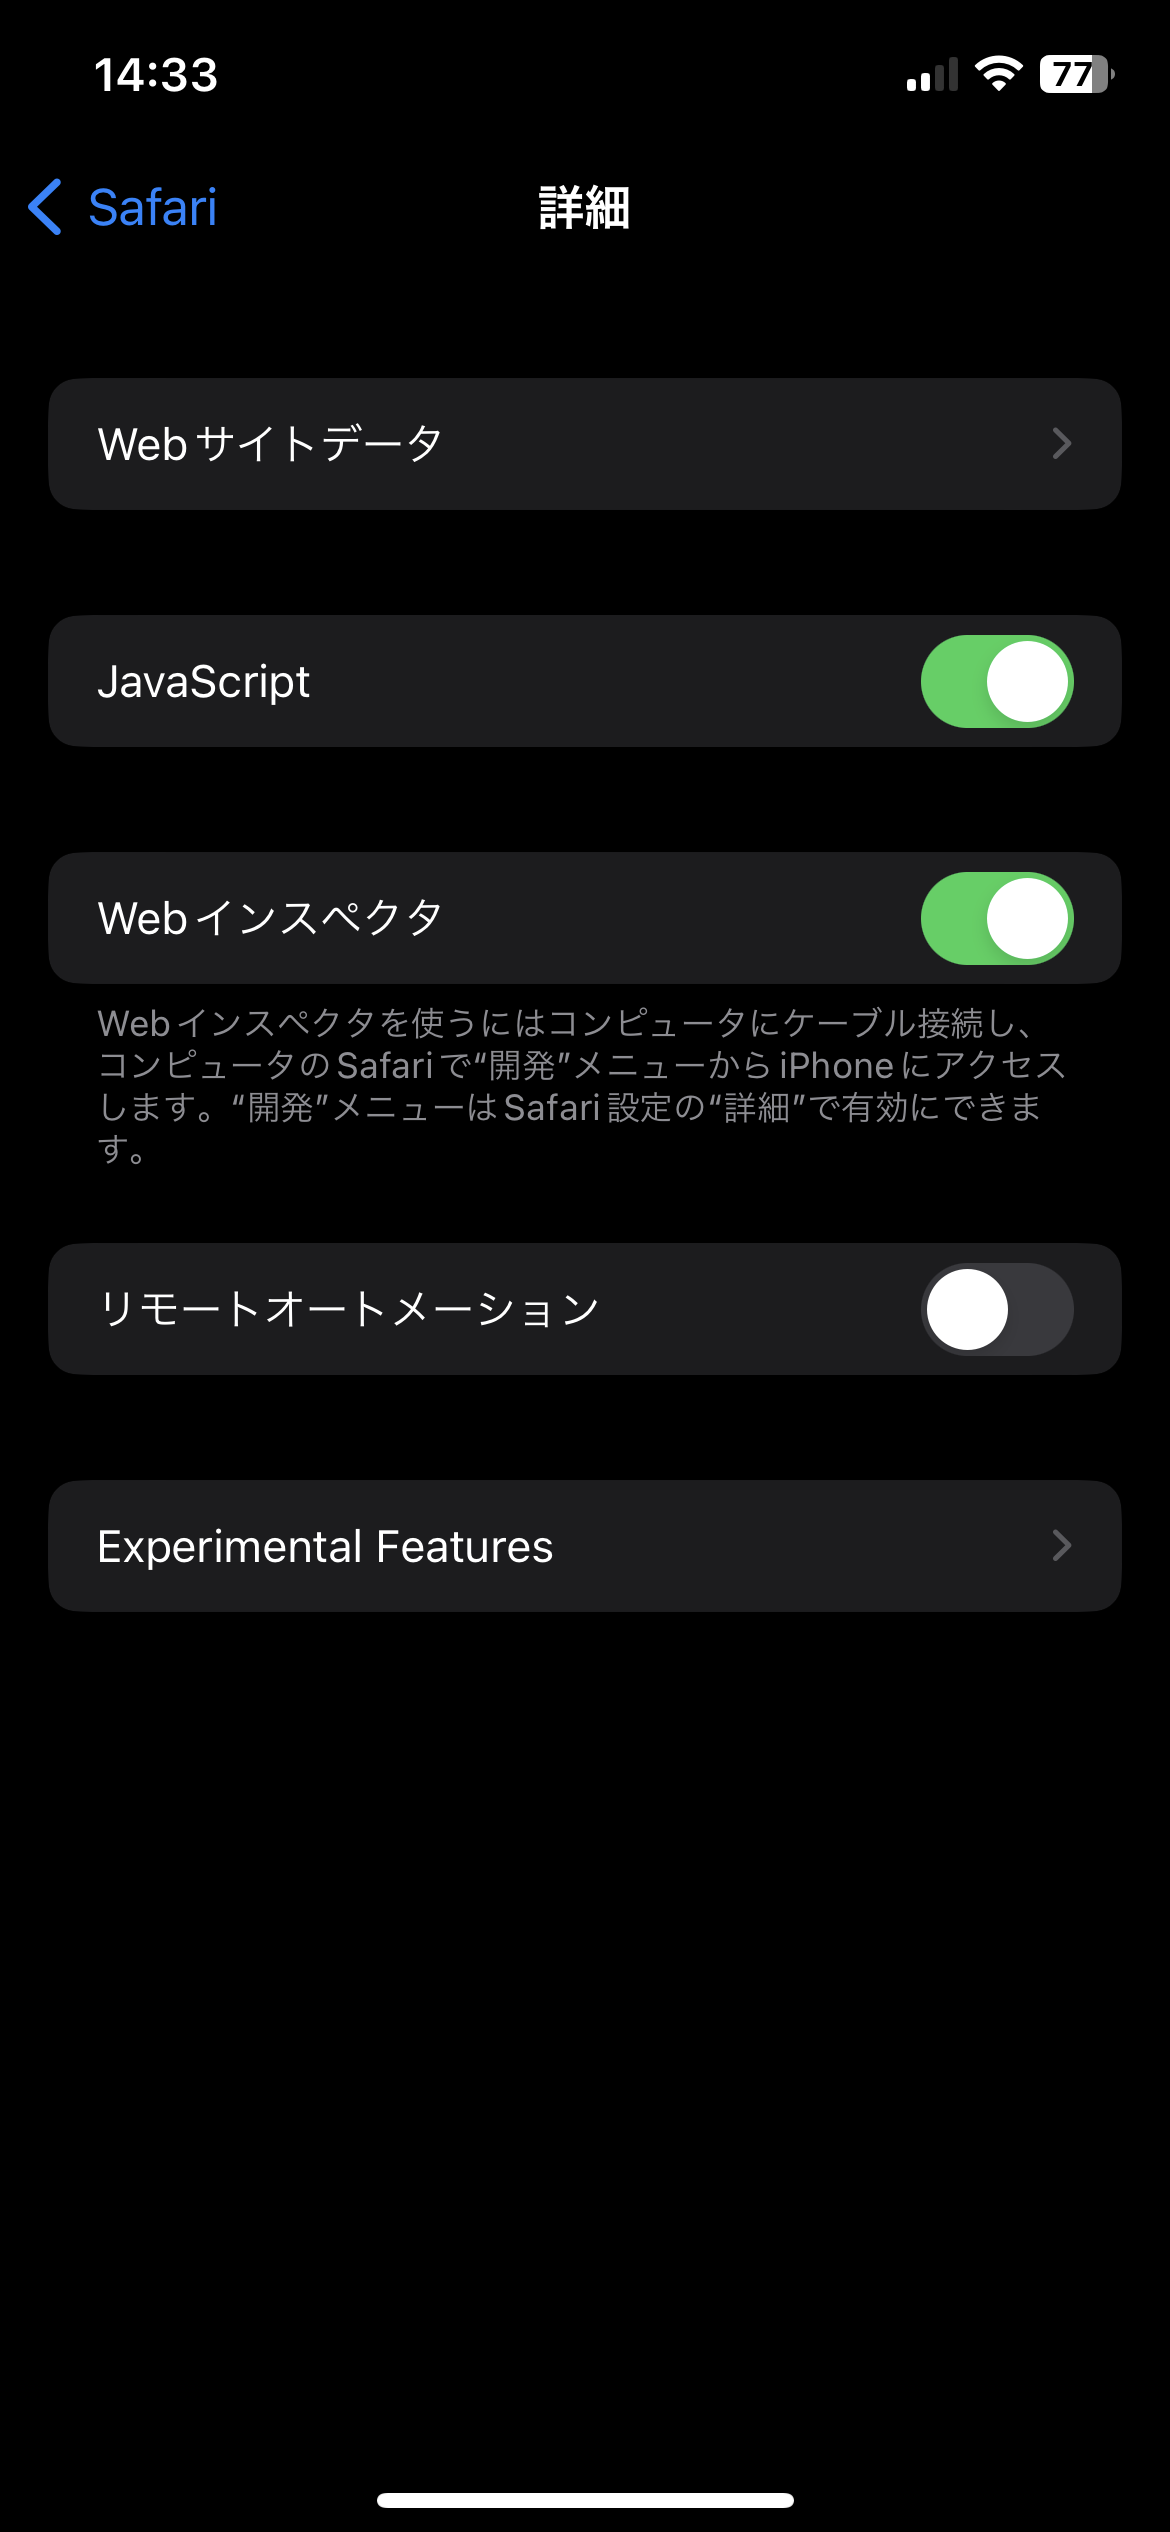 14:33
77
Safari
詳細
Webサイトデータ
JavaScript
Webインスペクタ
Webインスペクタを使うにはコンピュータにケーブル接続し、
コンピュータのSafariで“開発”メニューからiPhoneにアクセス
します。“開発”メニューはSafari設定の“詳細”で有効にできま
す。
リモートオートメーション
Experimental Features